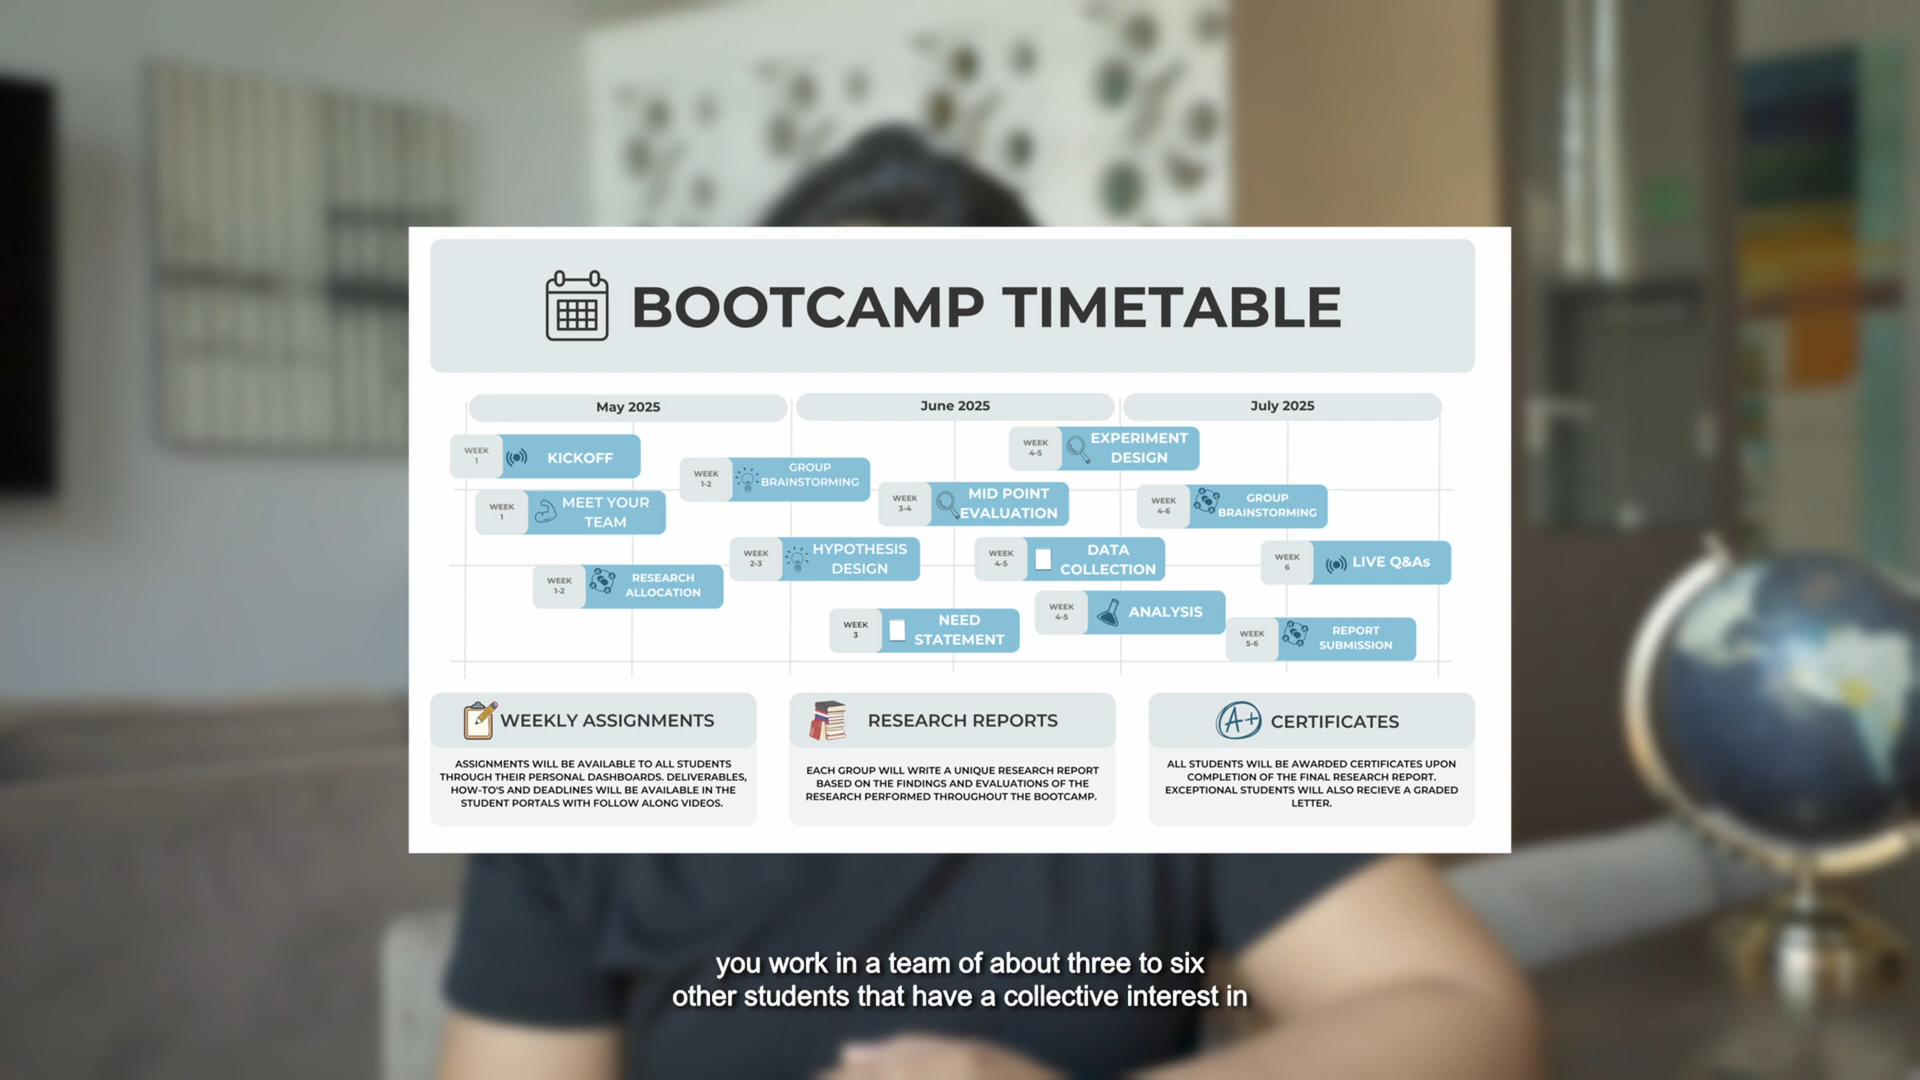 BOOTCAMP TIMETABLE
May 2025
June 2025
July 2025
WEEK
1
KICKOFF
WEEK
1
MEET YOUR
TEAM
WEEK
1-2
RESEARCH
ALLOCATION
WEEK
1-2
GROUP
BRAINSTORMING
WEEK
2-3
HYPOTHESIS
DESIGN
WEEK
3
NEED
STATEMENT
WEEK
3-4
MID POINT
EVALUATION
WEEK
4-5
EXPERIMENT
DESIGN
WEEK
4-5
DATA
COLLECTION
WEEK
4-5
ANALYSIS
WEEK
4-6
GROUP
BRAINSTORMING
WEEK
6
LIVE Q&As
WEEK
5-6
REPORT
SUBMISSION
WEEKLY ASSIGNMENTS
ASSIGNMENTS WILL BE AVAILABLE TO ALL STUDENTS
THROUGH THEIR PERSONAL DASHBOARDS. DELIVERABLES,
HOW-TO'S AND DEADLINES WILL BE AVAILABLE IN THE
STUDENT PORTALS WITH FOLLOW ALONG VIDEOS.
RESEARCH REPORTS
EACH GROUP WILL WRITE A UNIQUE RESEARCH REPORT
BASED ON THE FINDINGS AND EVALUATIONS OF THE
RESEARCH PERFORMED THROUGHOUT THE BOOTCAMP.
A+
CERTIFICATES
ALL STUDENTS WILL BE AWARDED CERTIFICATES UPON
COMPLETION OF THE FINAL RESEARCH REPORT.
EXCEPTIONAL STUDENTS WILL ALSO RECIEVE A GRADED
LETTER.
you work in a team of about three to six
other students that have a collective interest in